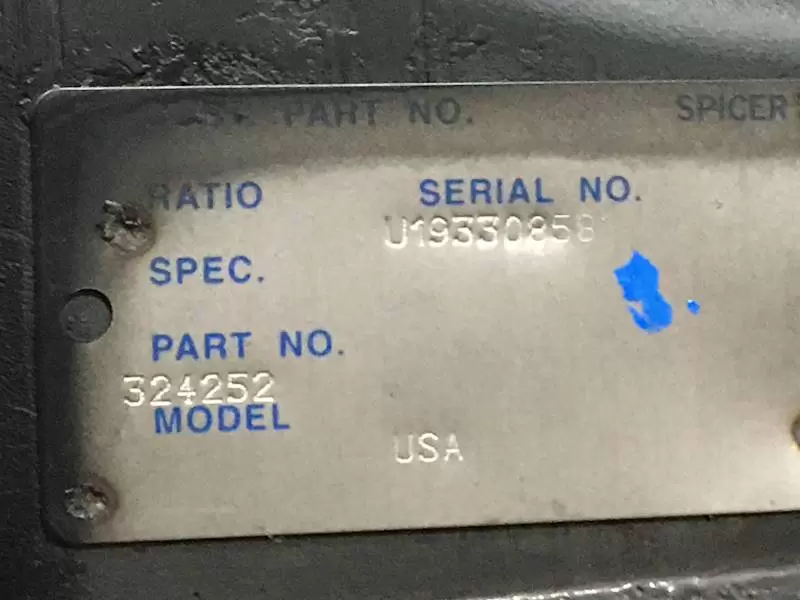 PART NO. SPICER
RATIO SERIAL NO.
U19330858
SPEC.
PART NO.
324252
MODEL
USA